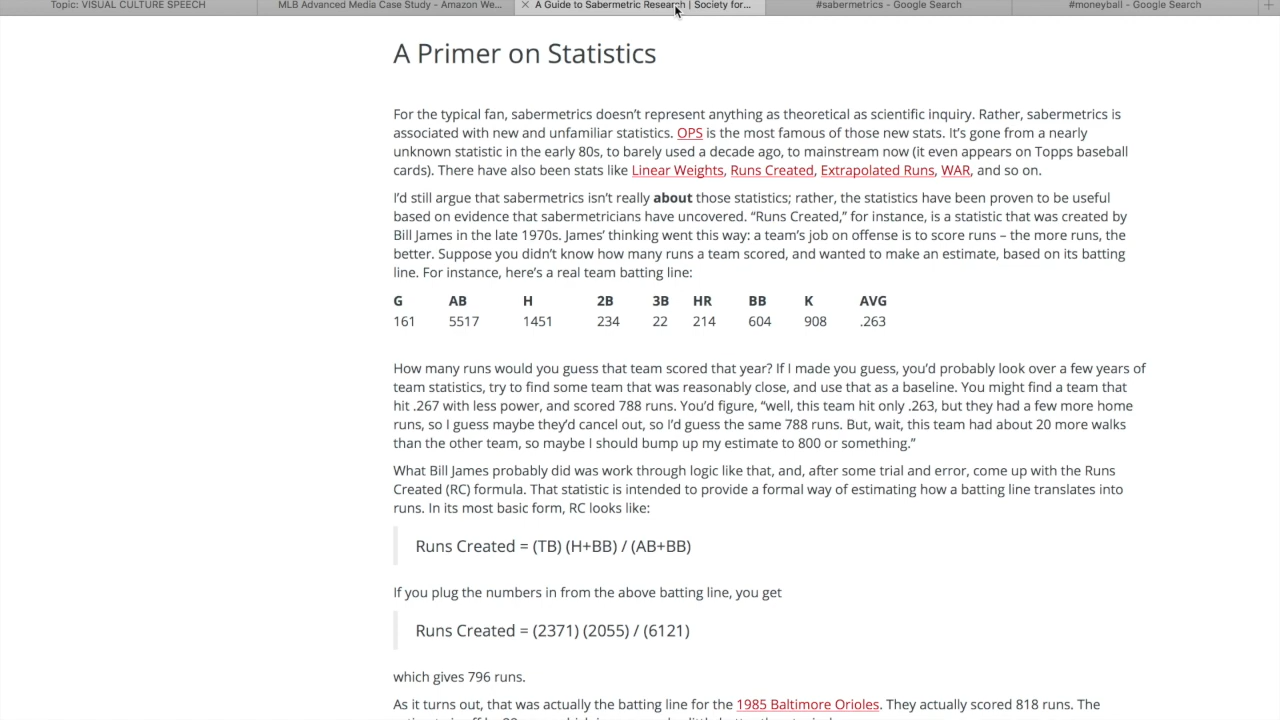 Topic: VISUAL CULTURE SPEECH
MLB Advanced Media Case Study - Amazon We...
A Guide to Sabermetric Research | Society for...
#sabermetrics - Google Search
#moneyball - Google Search
A Primer on Statistics
For the typical fan, sabermetrics doesn’t represent anything as theoretical as scientific inquiry. Rather, sabermetrics is
associated with new and unfamiliar statistics. OPS is the most famous of those new stats. It’s gone from a nearly
unknown statistic in the early 80s, to barely used a decade ago, to mainstream now (it even appears on Topps baseball
cards). There have also been stats like Linear Weights, Runs Created, Extrapolated Runs, WAR, and so on.
I’d still argue that sabermetrics isn’t really about those statistics; rather, the statistics have been proven to be useful
based on evidence that sabermetricians have uncovered. “Runs Created,” for instance, is a statistic that was created by
Bill James in the late 1970s. James’ thinking went this way: a team’s job on offense is to score runs – the more runs, the
better. Suppose you didn’t know how many runs a team scored, and wanted to make an estimate, based on its batting
line. For instance, here’s a real team batting line:
G AB H 2B 3B HR BB K AVG
161 5517 1451 234 22 214 604 908 .263
How many runs would you guess that team scored that year? If I made you guess, you’d probably look over a few years of
team statistics, try to find some team that was reasonably close, and use that as a baseline. You might find a team that
hit .267 with less power, and scored 788 runs. You’d figure, “well, this team hit only .263, but they had a few more home
runs, so I guess maybe they’d cancel out, so I’d guess the same 788 runs. But, wait, this team had about 20 more walks
than the other team, so maybe I should bump up my estimate to 800 or something.”
What Bill James probably did was work through logic like that, and, after some trial and error, come up with the Runs
Created (RC) formula. That statistic is intended to provide a formal way of estimating how a batting line translates into
runs. In its most basic form, RC looks like:
Runs Created = (TB) (H+BB) / (AB+BB)
If you plug the numbers in from the above batting line, you get
Runs Created = (2371) (2055) / (6121)
which gives 796 runs.
As it turns out, that was actually the batting line for the 1985 Baltimore Orioles. They actually scored 818 runs. The